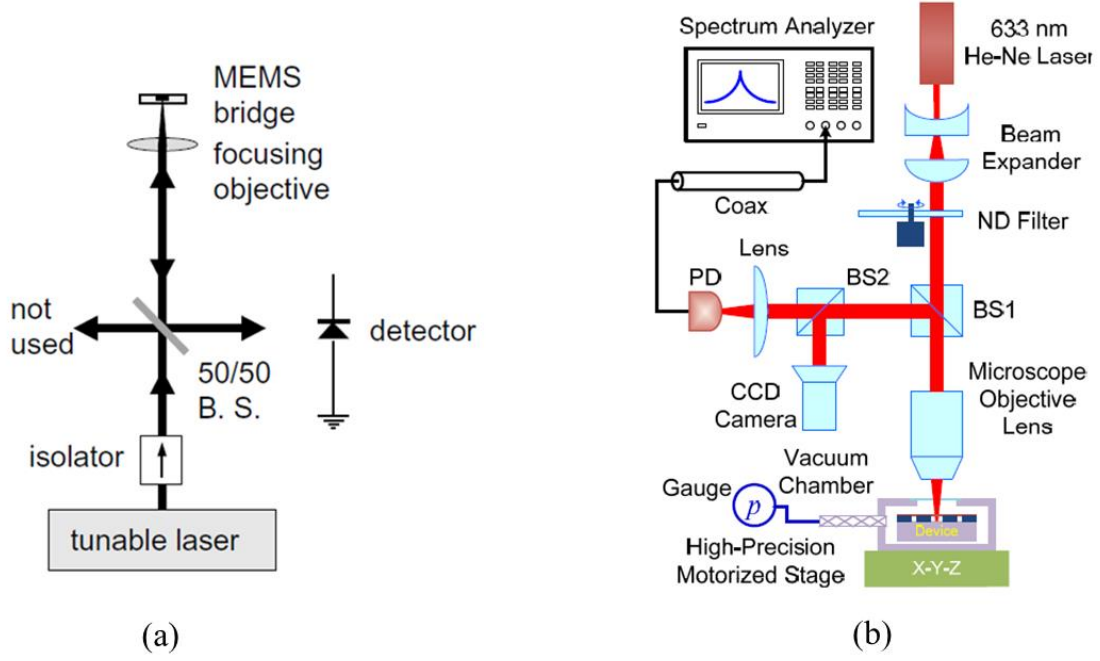 MEMS
bridge
focusing
objective
not
used
detector
50/50
B. S.
isolator
tunable laser
(a)
Spectrum Analyzer
633 nm
He-Ne Laser
Beam
Expander
Coax
ND Filter
Lens
PD
BS2
BS1
CCD
Camera
Microscope
Objective
Lens
Vacuum
Chamber
Gauge
p
Device
High-Precision
Motorized Stage
X-Y-Z
(b)